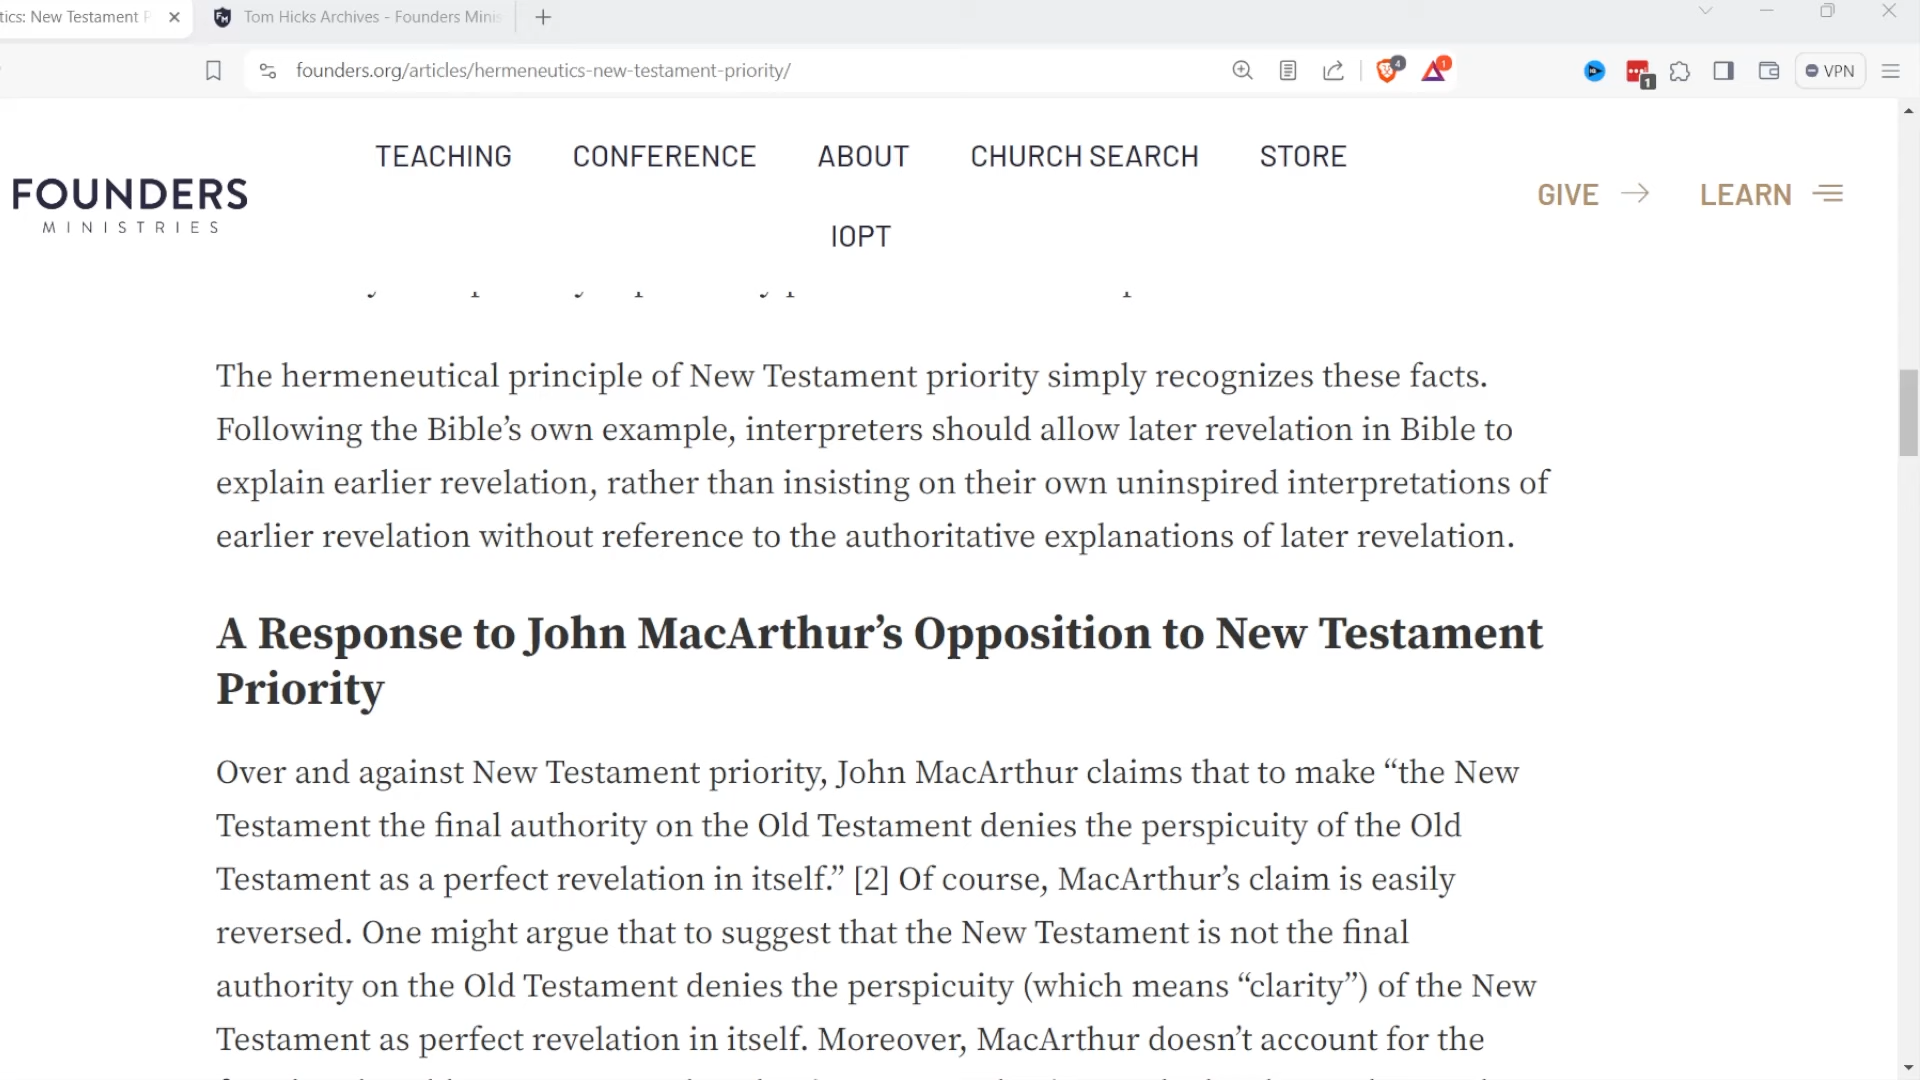 tics: New Testament P
Tom Hicks Archives - Founders Minis
founders.org/articles/hermeneutics-new-testament-priority/
4
1
1
VPN
FOUNDERS
MINISTRIES
TEACHING
CONFERENCE
ABOUT
CHURCH SEARCH
STORE
IOPT
GIVE
LEARN
The hermeneutical principle of New Testament priority simply recognizes these facts.
Following the Bible’s own example, interpreters should allow later revelation in Bible to
explain earlier revelation, rather than insisting on their own uninspired interpretations of
earlier revelation without reference to the authoritative explanations of later revelation.
A Response to John MacArthur’s Opposition to New Testament
Priority
Over and against New Testament priority, John MacArthur claims that to make “the New
Testament the final authority on the Old Testament denies the perspicuity of the Old
Testament as a perfect revelation in itself.” [2] Of course, MacArthur’s claim is easily
reversed. One might argue that to suggest that the New Testament is not the final
authority on the Old Testament denies the perspicuity (which means “clarity”) of the New
Testament as perfect revelation in itself. Moreover, MacArthur doesn’t account for the